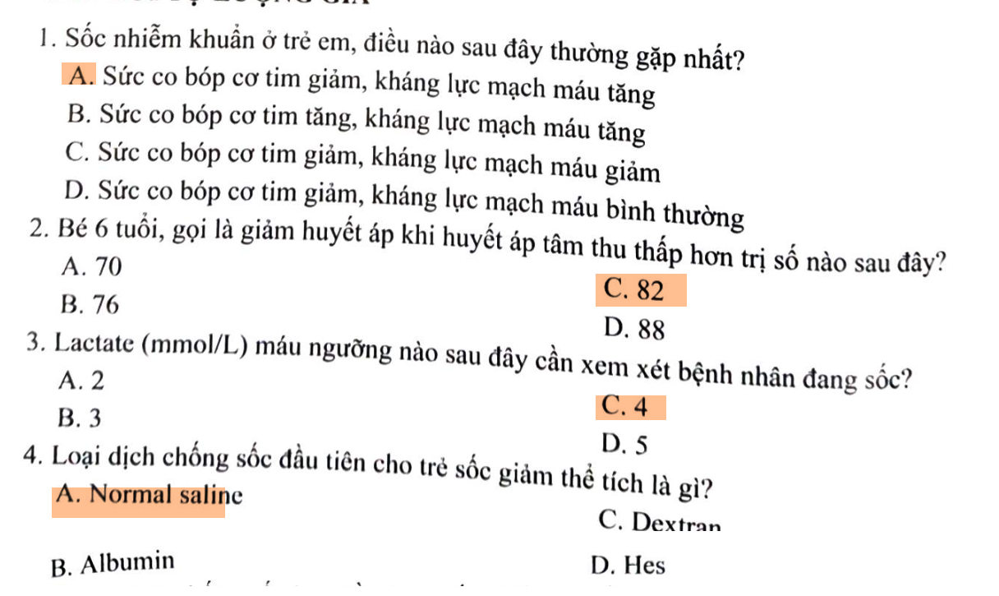 1. Sốc nhiễm khuẩn ở trẻ em, điều nào sau đây thường gặp nhất?
A. Sức co bóp cơ tim giảm, kháng lực mạch máu tăng
B. Sức co bóp cơ tim tăng, kháng lực mạch máu tăng
C. Sức co bóp cơ tim giảm, kháng lực mạch máu giảm
D. Sức co bóp cơ tim giảm, kháng lực mạch máu bình thường
2. Bé 6 tuổi, gọi là giảm huyết áp khi huyết áp tâm thu thấp hơn trị số nào sau đây?
A. 70
B. 76
C. 82
D. 88
3. Lactate (mmol/L) máu ngưỡng nào sau đây cần xem xét bệnh nhân đang sốc?
A. 2
B. 3
C. 4
D. 5
4. Loại dịch chống sốc đầu tiên cho trẻ sốc giảm thể tích là gì?
A. Normal saline
B. Albumin
C. Dextran
D. Hes